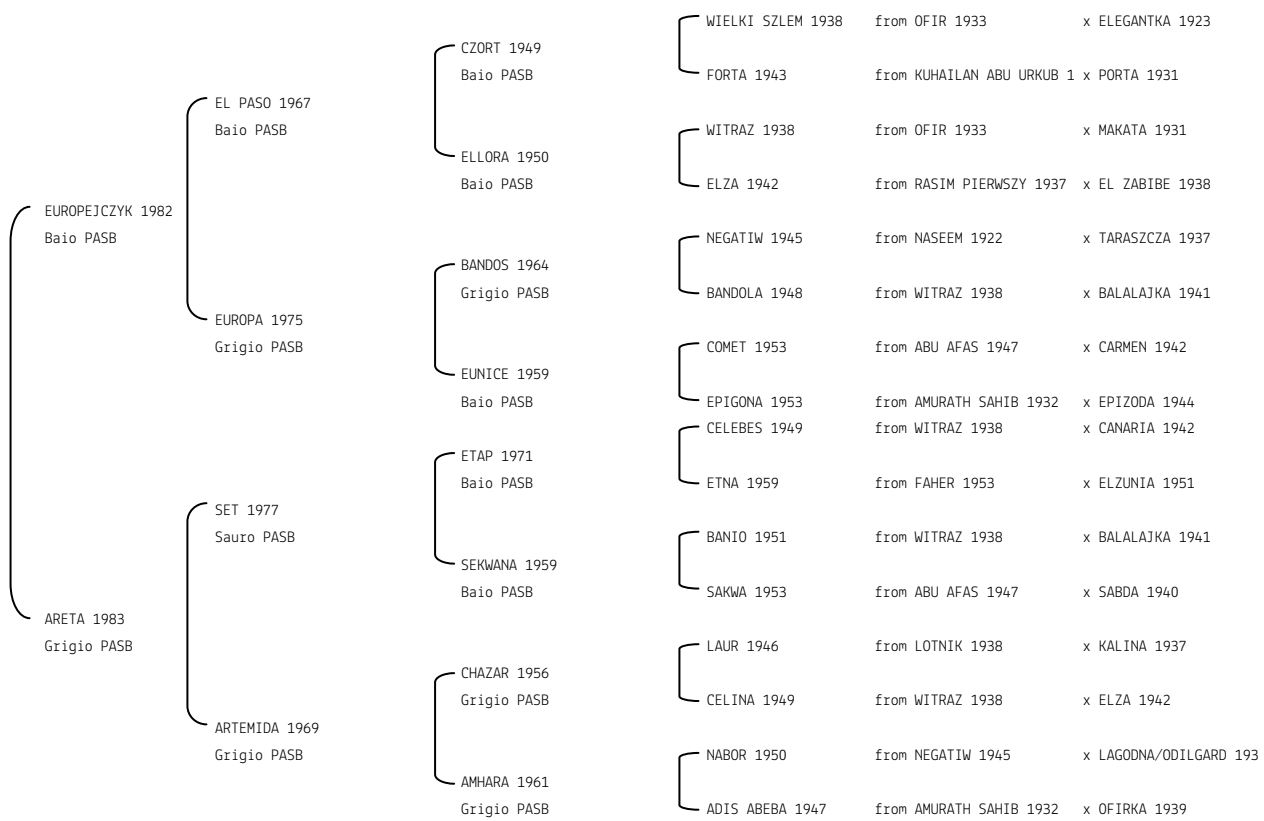 WIELKI SZLEM 1938 from OFIR 1933 x ELEGANTKA 1923
CZORT 1949
Baio PASB
FORTA 1943 from KUHAILAN ABU URKUB 1 x PORTA 1931
EL PASO 1967
Baio PASB
WITRAZ 1938 from OFIR 1933 x MAKATA 1931
ELLORA 1950
Baio PASB
ELZA 1942 from RASIM PIERWSZY 1937 x EL ZABIBE 1938
EUROPEJCZYK 1982
Baio PASB
NEGATIW 1945 from NASEEM 1922 x TARASZCZA 1937
BANDOS 1964
Grigio PASB
BANDOLA 1948 from WITRAZ 1938 x BALALAJKA 1941
EUROPA 1975
Grigio PASB
COMET 1953 from ABU AFAS 1947 x CARMEN 1942
EUNICE 1959
Baio PASB
EPIGONA 1953 from AMURATH SAHIB 1932 x EPIZODA 1944
CELEBES 1949 from WITRAZ 1938 x CANARIA 1942
ETAP 1971
Baio PASB
ETNA 1959 from FAHER 1953 x ELZUNIA 1951
SET 1977
Sauro PASB
BANIO 1951 from WITRAZ 1938 x BALALAJKA 1941
SEKWANA 1959
Baio PASB
SAKWA 1953 from ABU AFAS 1947 x SABDA 1940
ARETA 1983
Grigio PASB
LAUR 1946 from LOTNIK 1938 x KALINA 1937
CHAZAR 1956
Grigio PASB
CELINA 1949 from WITRAZ 1938 x ELZA 1942
ARTEMIDA 1969
Grigio PASB
NABOR 1950 from NEGATIW 1945 x LAGODNA/ODILGARD 193
AMHARA 1961
Grigio PASB
ADIS ABEBA 1947 from AMURATH SAHIB 1932 x OFIRKA 1939